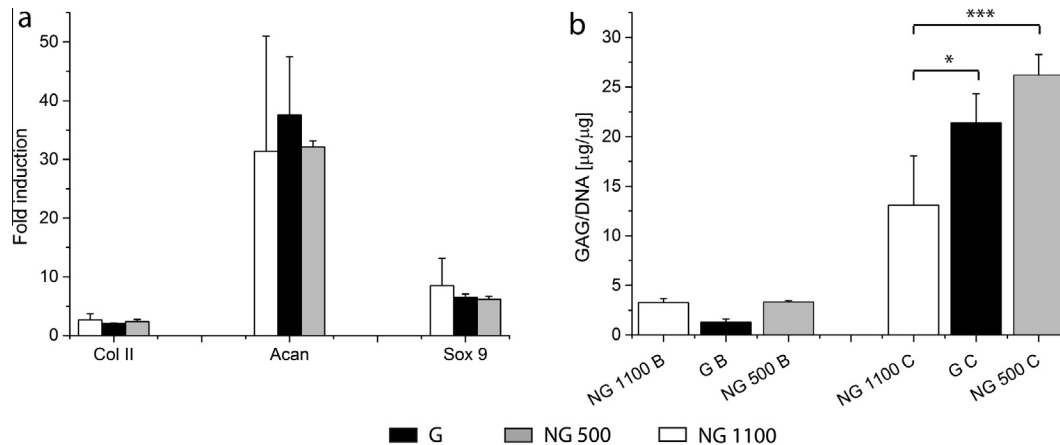 a
Fold induction
50
40
30
20
10
0
Col II Acan Sox 9
b
GAG/DNA [µg/µg]
30
25
20
15
10
5
0
*** 
*
NG 1100 B G B NG 500 B NG 1100 C G C NG 500 C
G NG 500 NG 1100